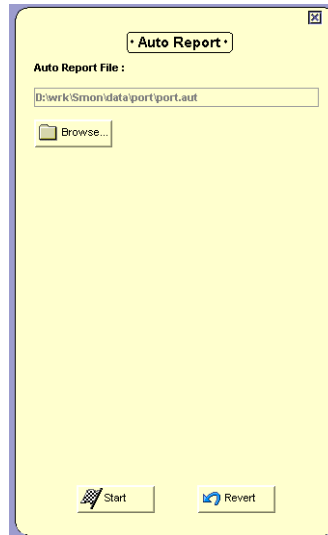 · Auto Report ·
Auto Report File :
D:\wrk\Smon\data\port\port.aut
Browse...
Start
Revert